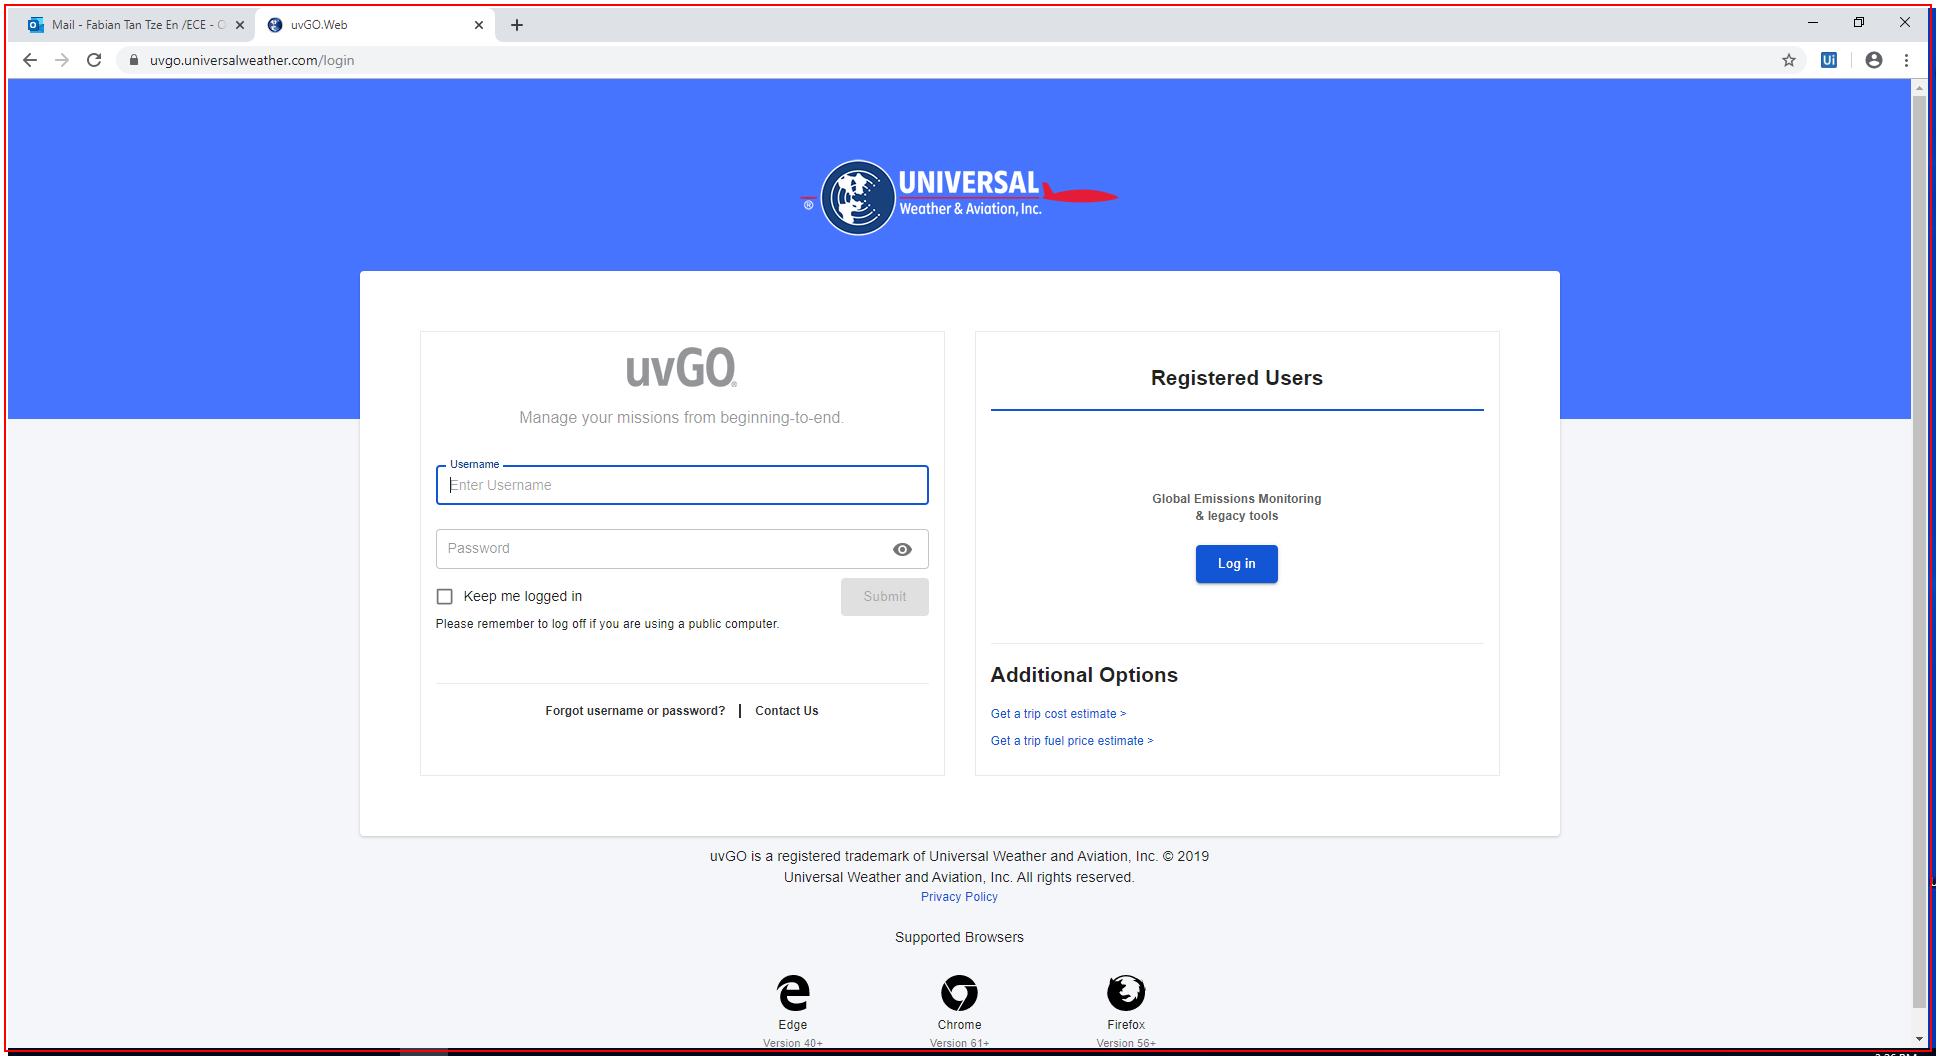 Mail - Fabian Tan Tze En /ECE - O
uvGO.Web
uvgo.universalweather.com/login
Ui
UNIVERSAL
®
Weather & Aviation, Inc.
uvGO®
Manage your missions from beginning-to-end.
Username
Enter Username
Password
Keep me logged in
Submit
Please remember to log off if you are using a public computer.
Forgot username or password? | Contact Us
Registered Users
Global Emissions Monitoring
& legacy tools
Log in
Additional Options
Get a trip cost estimate >
Get a trip fuel price estimate >
uvGO is a registered trademark of Universal Weather and Aviation, Inc. © 2019
Universal Weather and Aviation, Inc. All rights reserved.
Privacy Policy
Supported Browsers
Edge
Chrome
Firefox
Version 40+
Version 61+
Version 56+